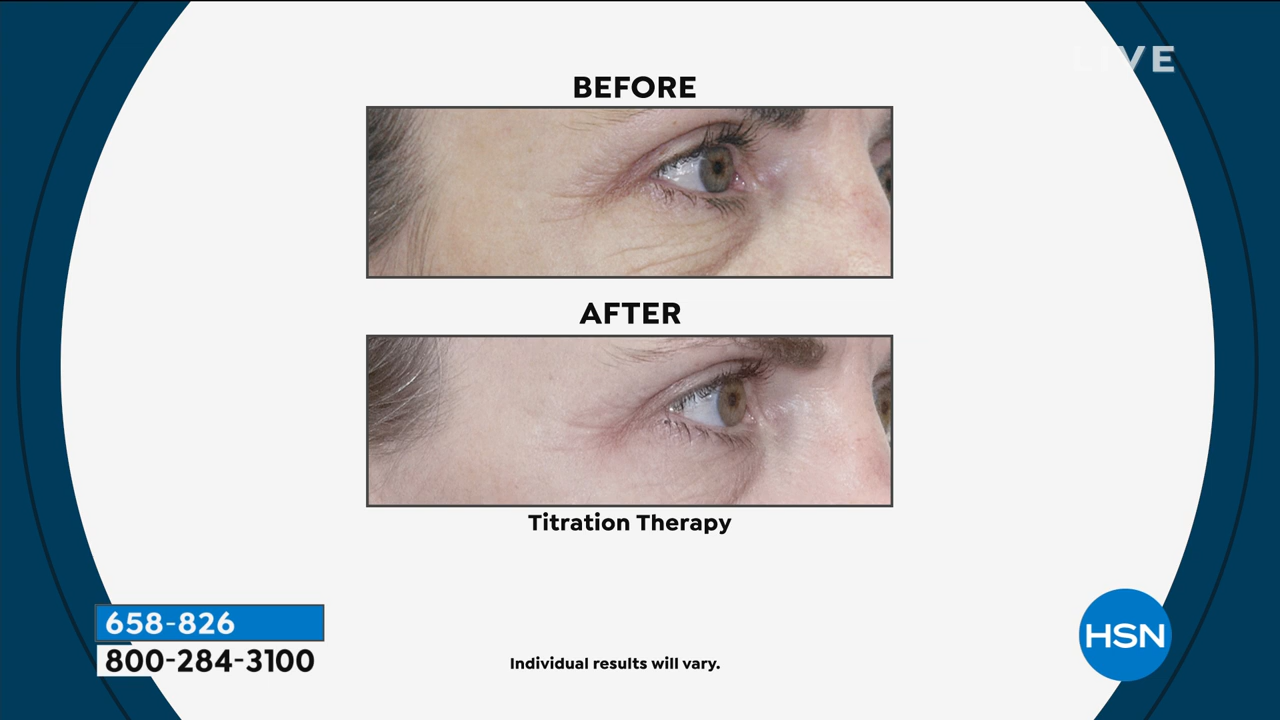 LIVE
BEFORE
AFTER
Titration Therapy
658-826
800-284-3100
Individual results will vary.
HSN